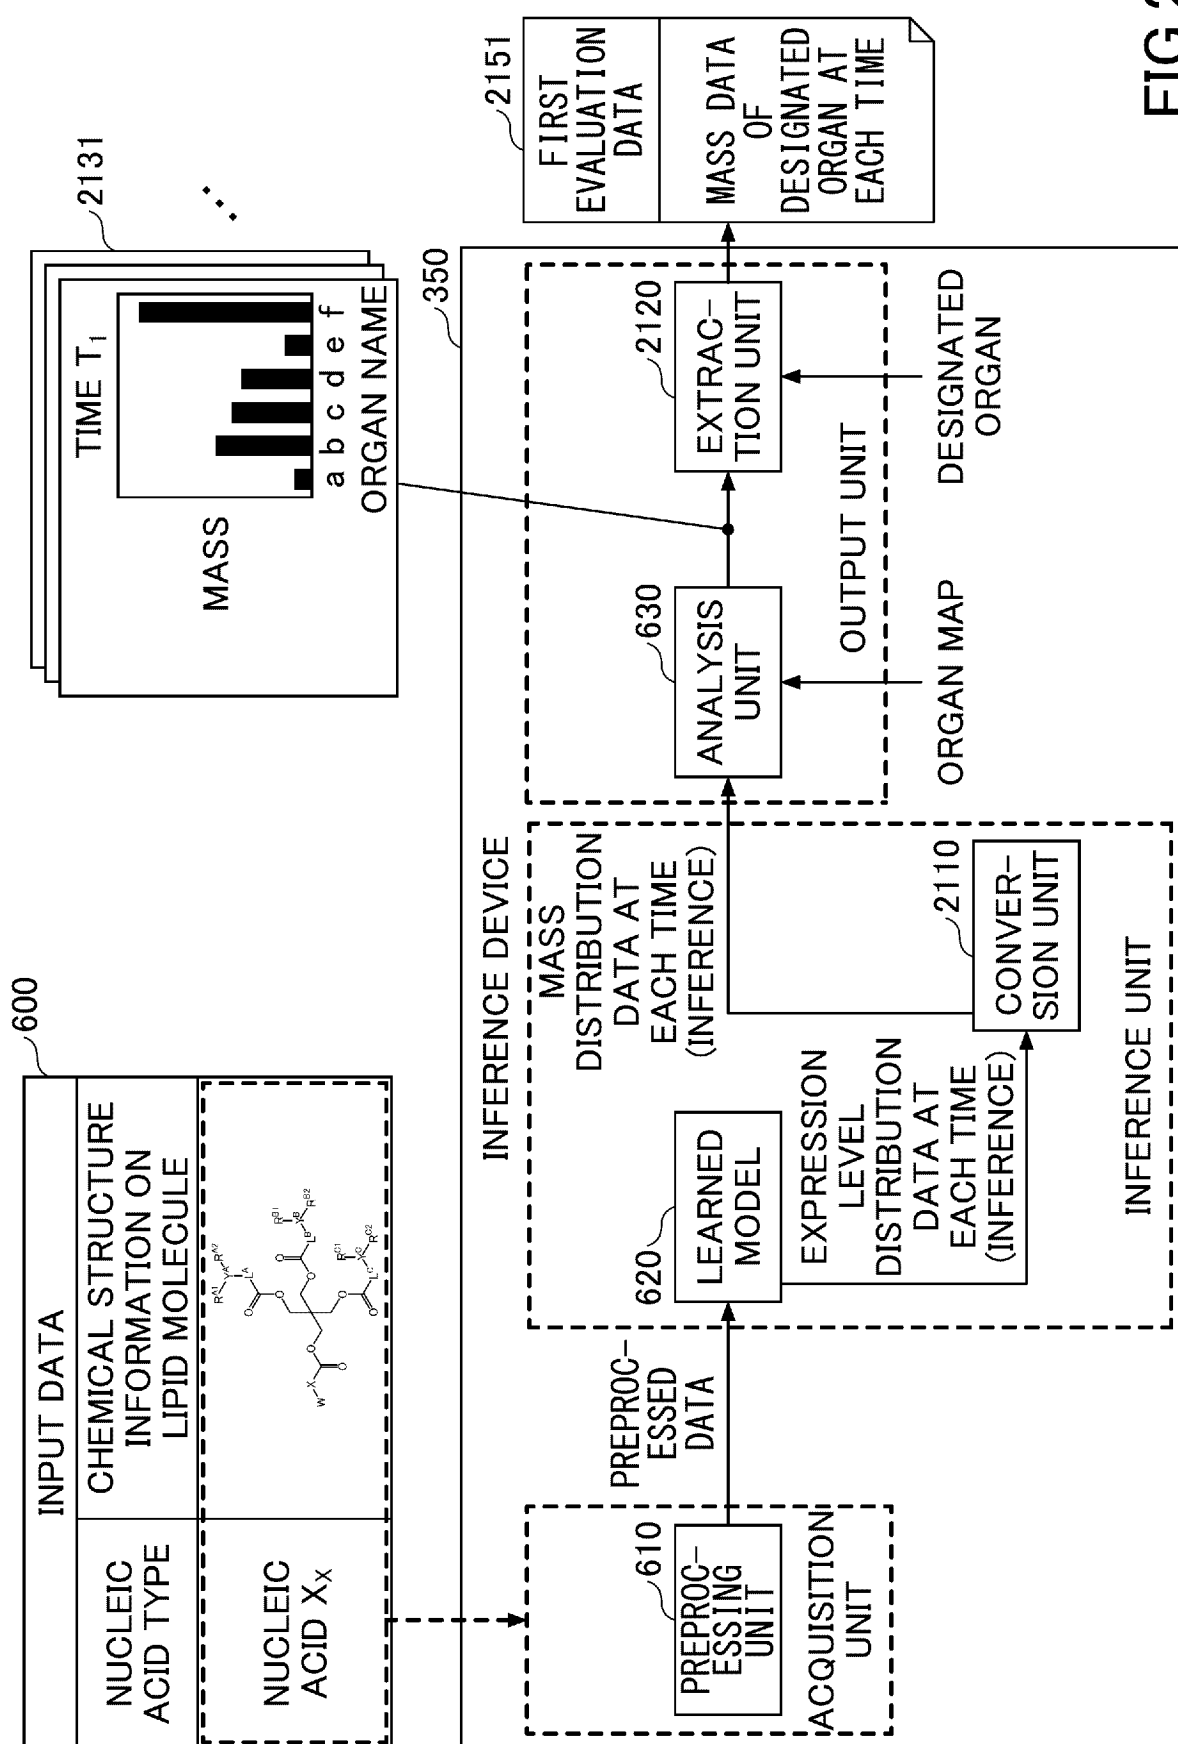 600
INPUT DATA
NUCLEIC
ACID TYPE
CHEMICAL STRUCTURE
INFORMATION ON
LIPID MOLECULE
NUCLEIC
ACID Xx
2131
TIME T1
MASS
a b c d e f
ORGAN NAME
INFERENCE DEVICE
350
610
PREPROC-
ESSING
UNIT
ACQUISITION
UNIT
PREPROC-
ESSED
DATA
620
LEARNED
MODEL
EXPRESSION
LEVEL
DISTRIBUTION
DATA AT
EACH TIME
(INFERENCE)
2110
CONVER-
SION UNIT
MASS
DISTRIBUTION
DATA AT
EACH TIME
(INFERENCE)
INFERENCE UNIT
630
ANALYSIS
UNIT
ORGAN MAP
2120
EXTRAC-
TION UNIT
DESIGNATED
ORGAN
OUTPUT UNIT
2151
FIRST
EVALUATION
DATA
MASS DATA
OF
DESIGNATED
ORGAN AT
EACH TIME